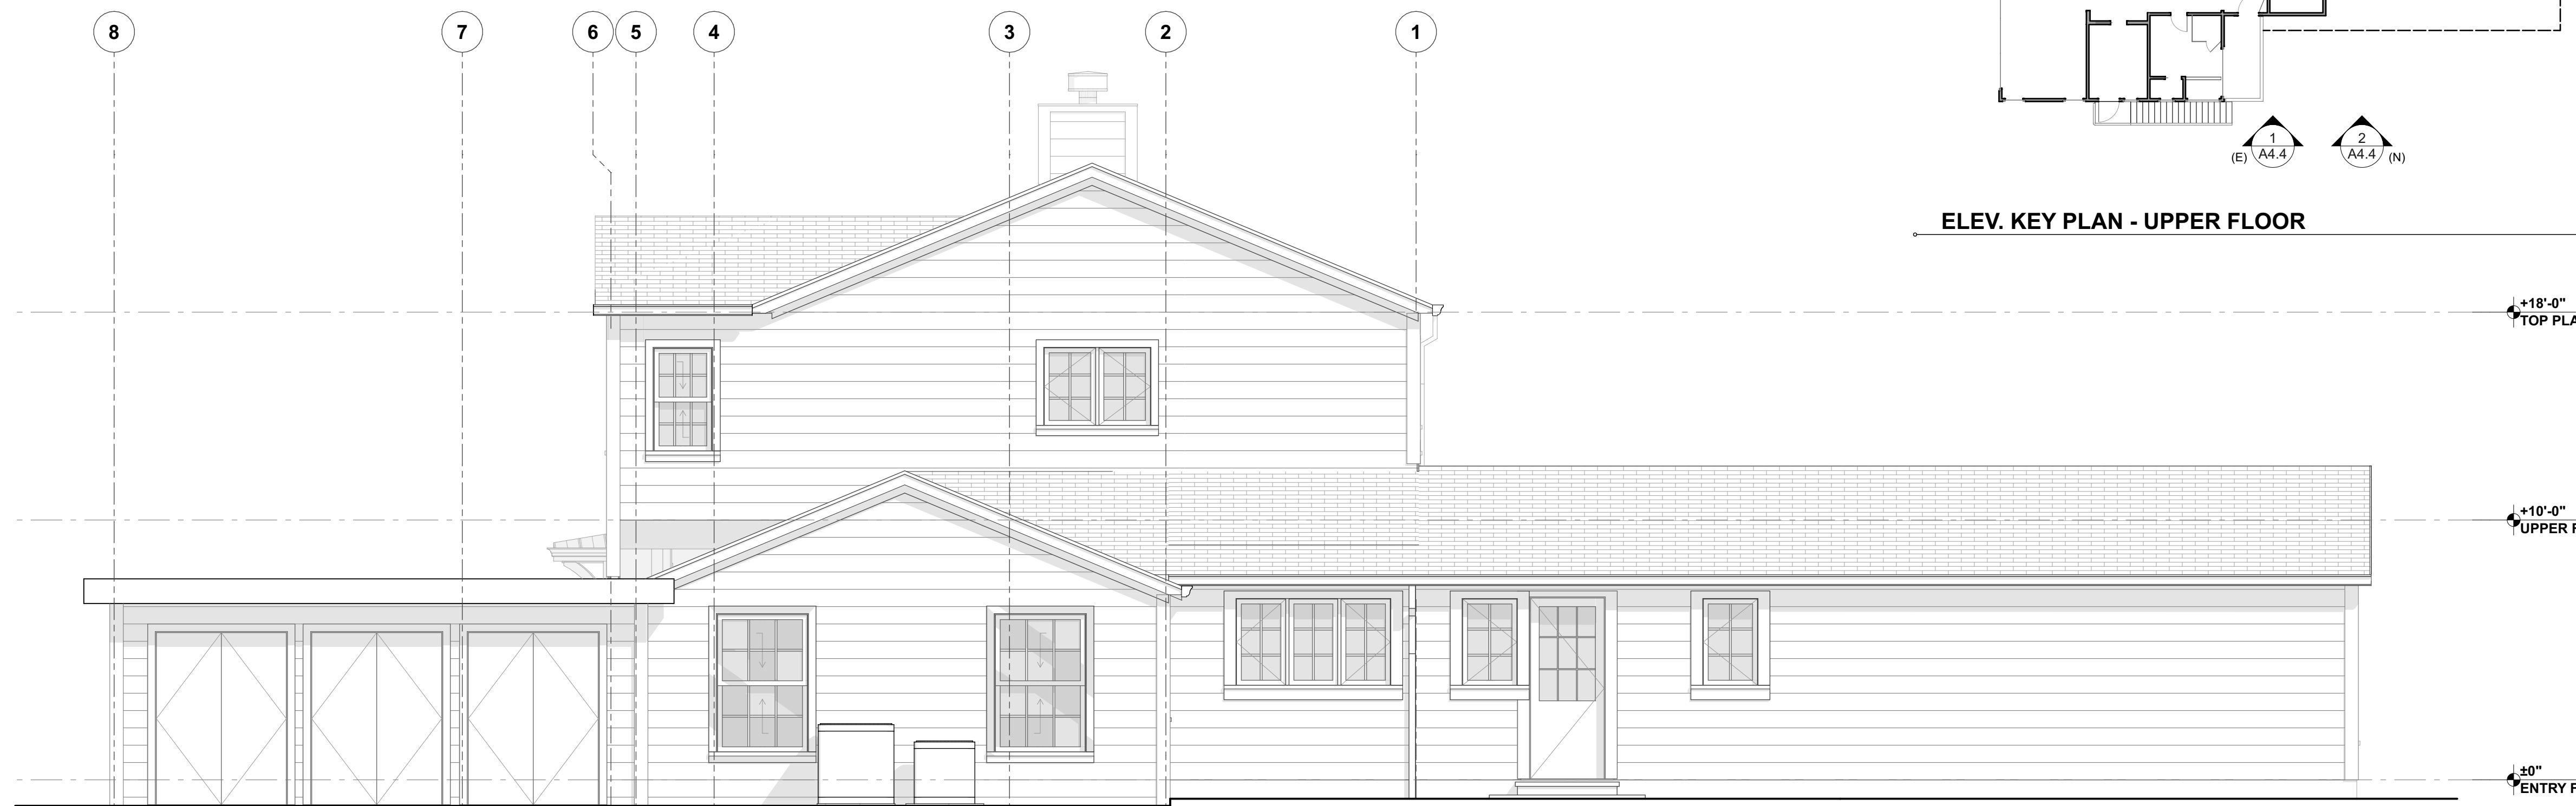 8 7 6 5 4 3 2 1
1 2
(E) A4.4 A4.4 (N)
ELEV. KEY PLAN - UPPER FLOOR
+18'-0"
TOP PLA
+10'-0"
UPPER F
±0"
ENTRY F